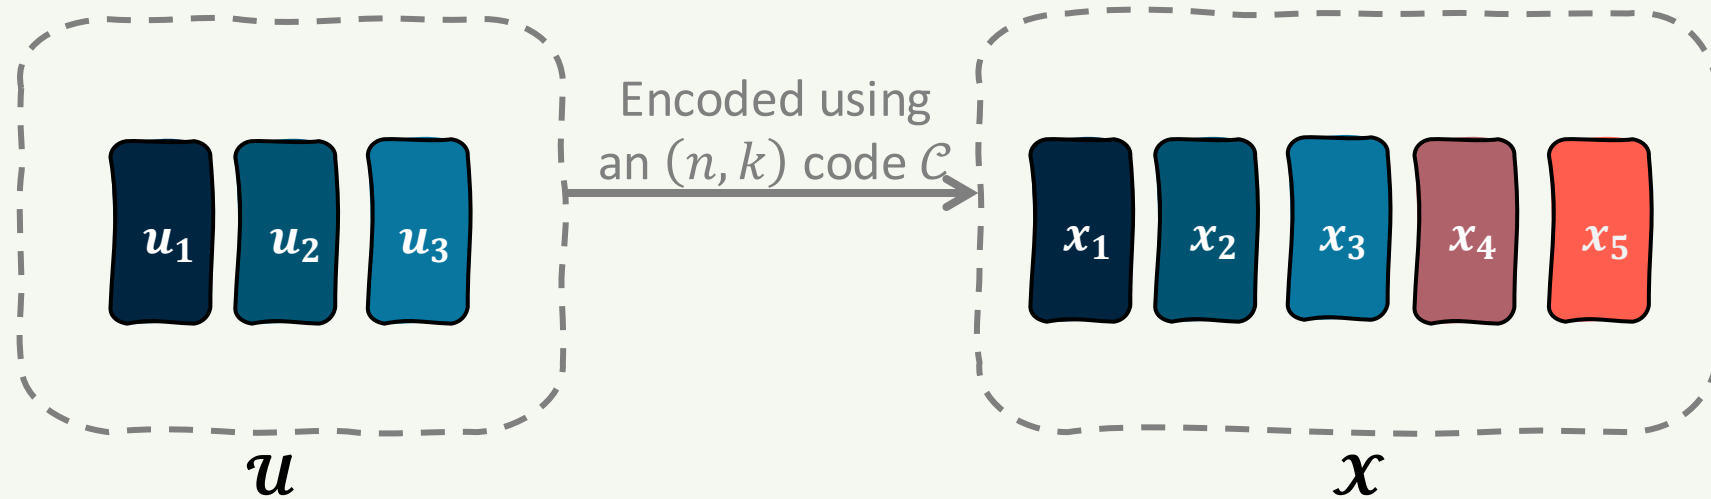 Encoded using
an (n, k) code 𝒞
u₁ u₂ u₃
x₁ x₂ x₃ x₄ x₅
𝒰 𝒳